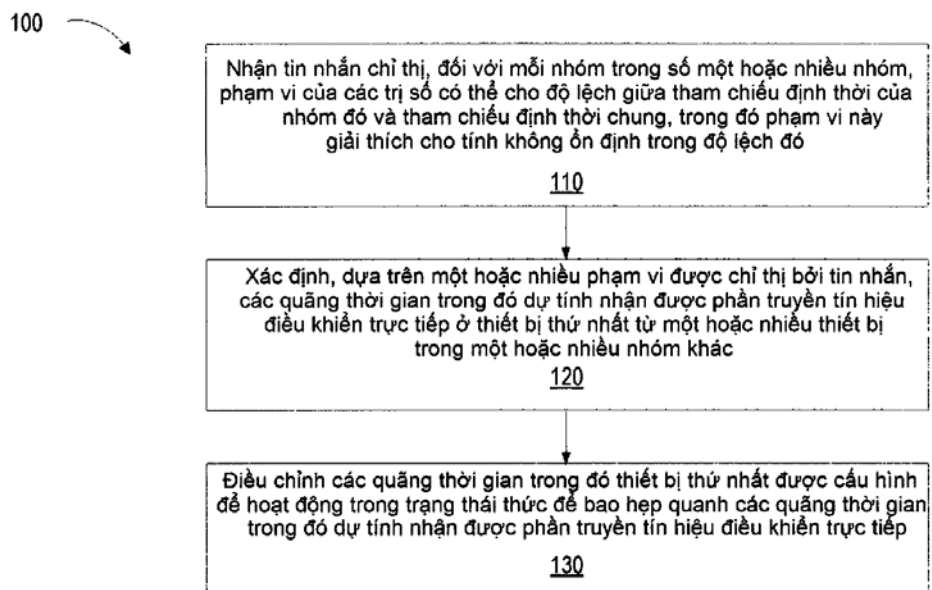 100
Nhận tin nhắn chỉ thị, đối với mỗi nhóm trong số một hoặc nhiều nhóm,
phạm vi của các trị số có thể cho độ lệch giữa tham chiếu định thời của
nhóm đó và tham chiếu định thời chung, trong đó phạm vi này
giải thích cho tính không ổn định trong độ lệch đó
110
Xác định, dựa trên một hoặc nhiều phạm vi được chỉ thị bởi tin nhắn,
các quãng thời gian trong đó dự tính nhận được phần truyền tín hiệu
điều khiển trực tiếp ở thiết bị thứ nhất từ một hoặc nhiều thiết bị
trong một hoặc nhiều nhóm khác
120
Điều chỉnh các quãng thời gian trong đó thiết bị thứ nhất được cấu hình
để hoạt động trong trạng thái thức để bao hẹp quanh các quãng thời gian
trong đó dự tính nhận được phần truyền tín hiệu điều khiển trực tiếp
130